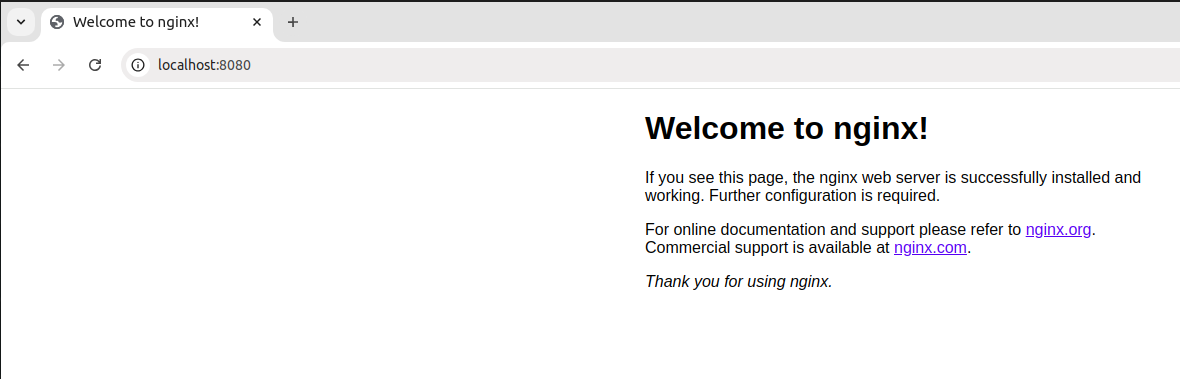 Welcome to nginx!
localhost:8080
Welcome to nginx!
If you see this page, the nginx web server is successfully installed and
working. Further configuration is required.
For online documentation and support please refer to nginx.org.
Commercial support is available at nginx.com.
Thank you for using nginx.